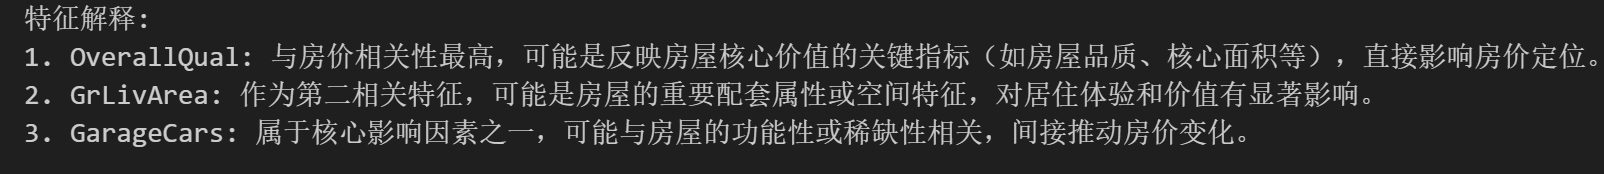 特征解释:
1. OverallQual: 与房价相关性最高，可能是反映房屋核心价值的关键指标（如房屋品质、核心面积等），直接影响房价定位。
2. GrLivArea: 作为第二相关特征，可能是房屋的重要配套属性或空间特征，对居住体验和价值有显著影响。
3. GarageCars: 属于核心影响因素之一，可能与房屋的功能性或稀缺性相关，间接推动房价变化。